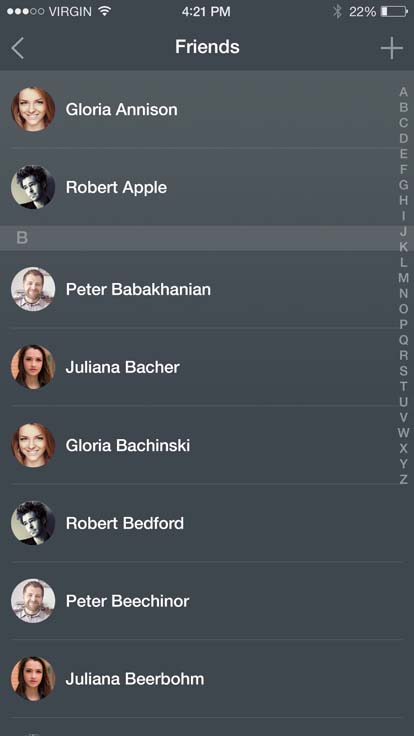 VIRGIN 4:21 PM 22%
Friends
Gloria Annison
Robert Apple
B
Peter Babakhanian
Juliana Bacher
Gloria Bachinski
Robert Bedford
Peter Beechinor
Juliana Beerbohm
A
B
C
D
E
F
G
H
I
J
K
L
M
N
O
P
Q
R
S
T
U
V
W
X
Y
Z